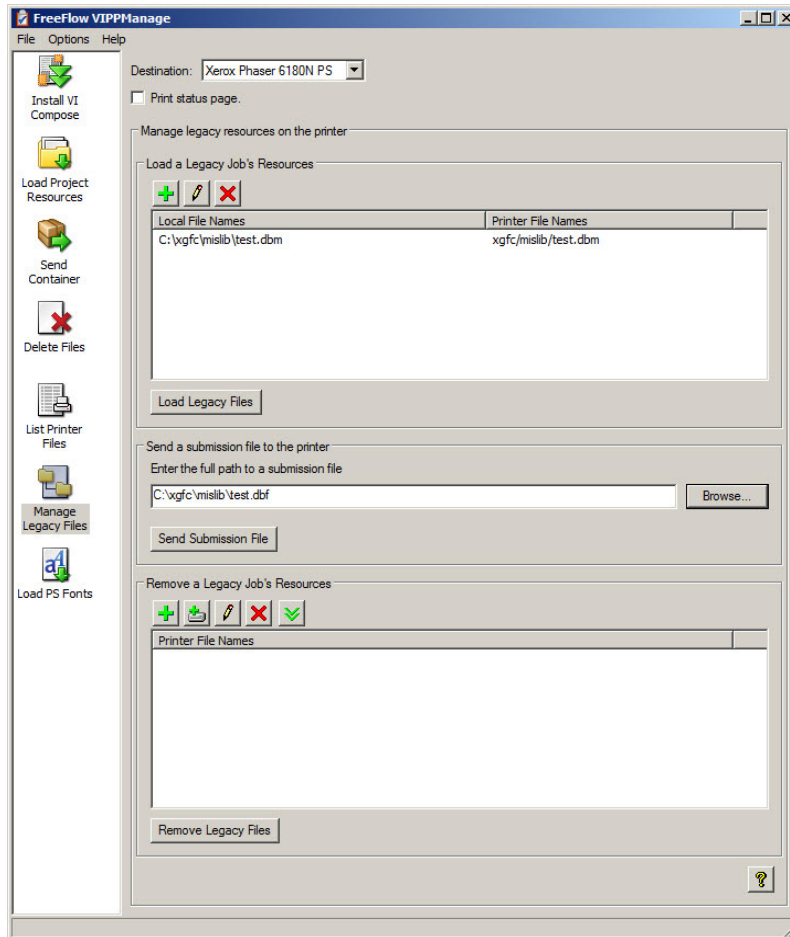 FreeFlow VIPPManage
File Options Help
Install VI
Compose
Load Project
Resources
Send
Container
Delete Files
List Printer
Files
Manage
Legacy Files
Load PS Fonts
Destination: Xerox Phaser 6180N PS
Print status page.
Manage legacy resources on the printer
Load a Legacy Job's Resources
Local File Names Printer File Names
C:\xgfc\mislib\test.dbm xgfc/mislib/test.dbm
Load Legacy Files
Send a submission file to the printer
Enter the full path to a submission file
C:\xgfc\mislib\test.dbf Browse...
Send Submission File
Remove a Legacy Job's Resources
Printer File Names
Remove Legacy Files